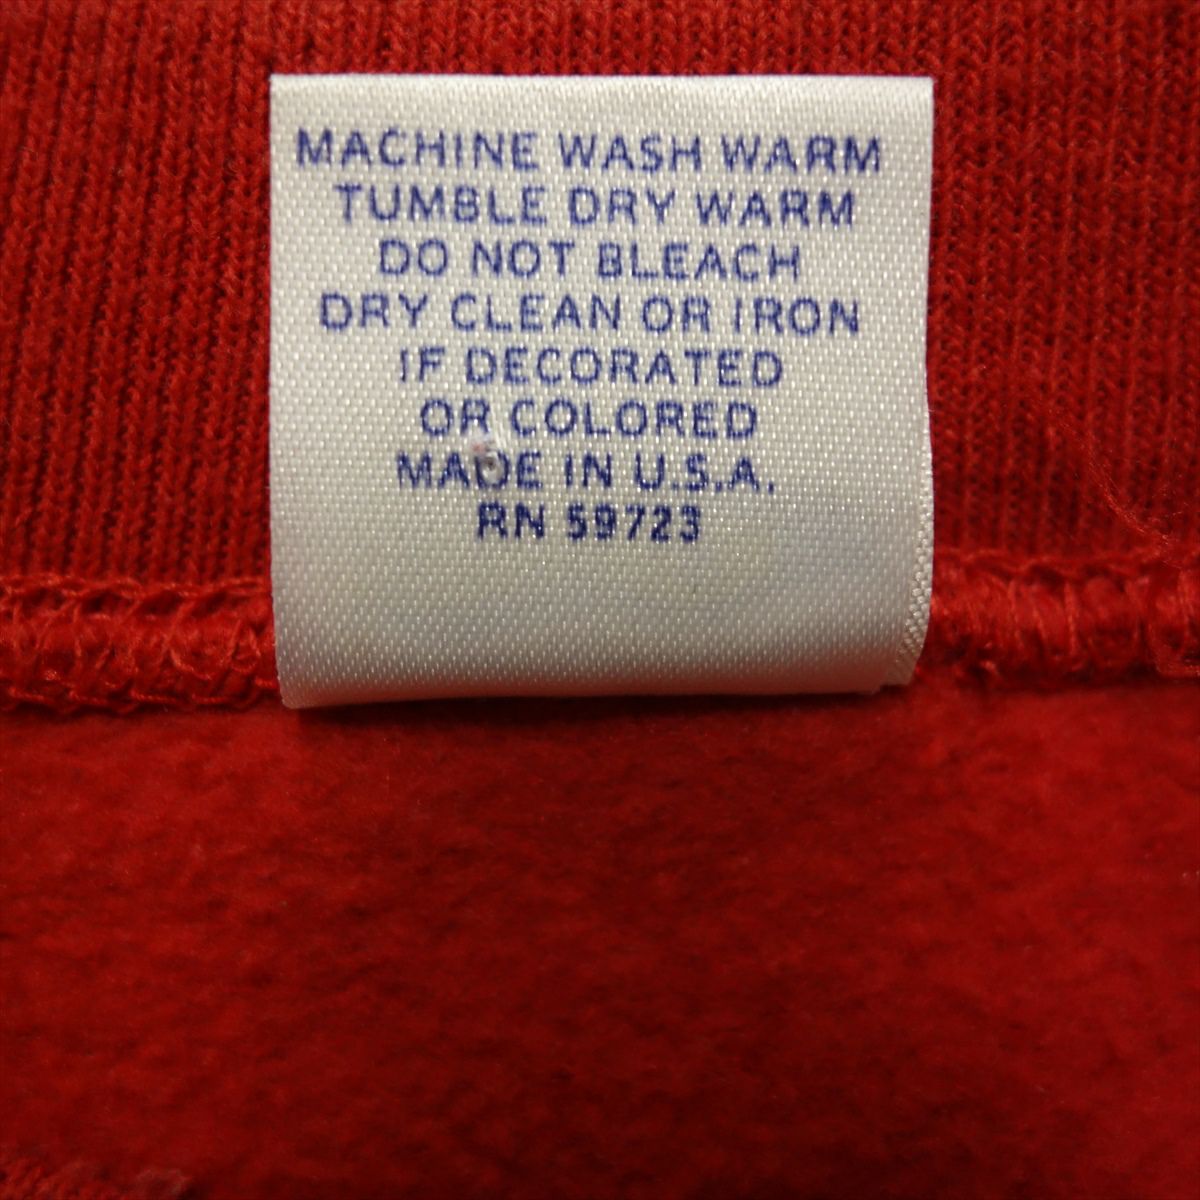 MACHINE WASH WARM
TUMBLE DRY WARM
DO NOT BLEACH
DRY CLEAN OR IRON
IF DECORATED
OR COLORED
MADE IN U.S.A.
RN 59723